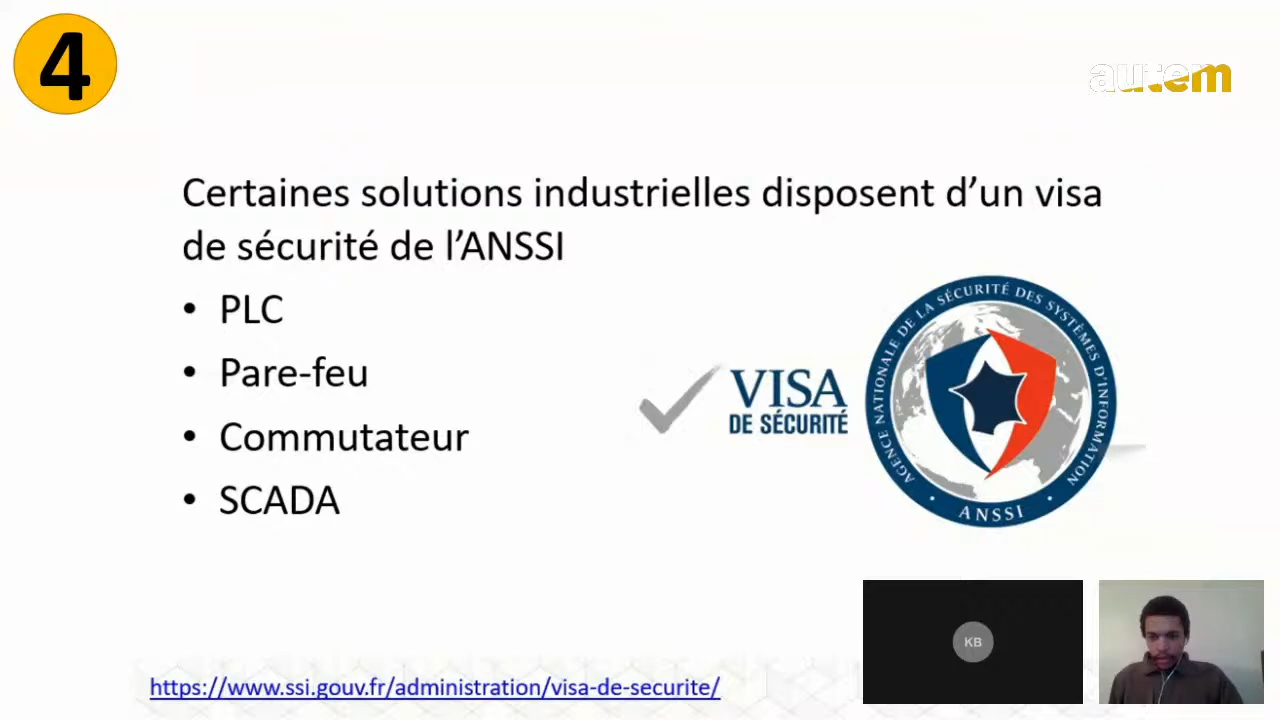 4
autem
Certaines solutions industrielles disposent d’un visa
de sécurité de l’ANSSI
• PLC
• Pare-feu
• Commutateur
• SCADA
VISA
DE SÉCURITÉ
AGENCE NATIONALE DE LA SÉCURITÉ DES SYSTÈMES D'INFORMATION
ANSSI
KB
https://www.ssi.gouv.fr/administration/visa-de-securite/